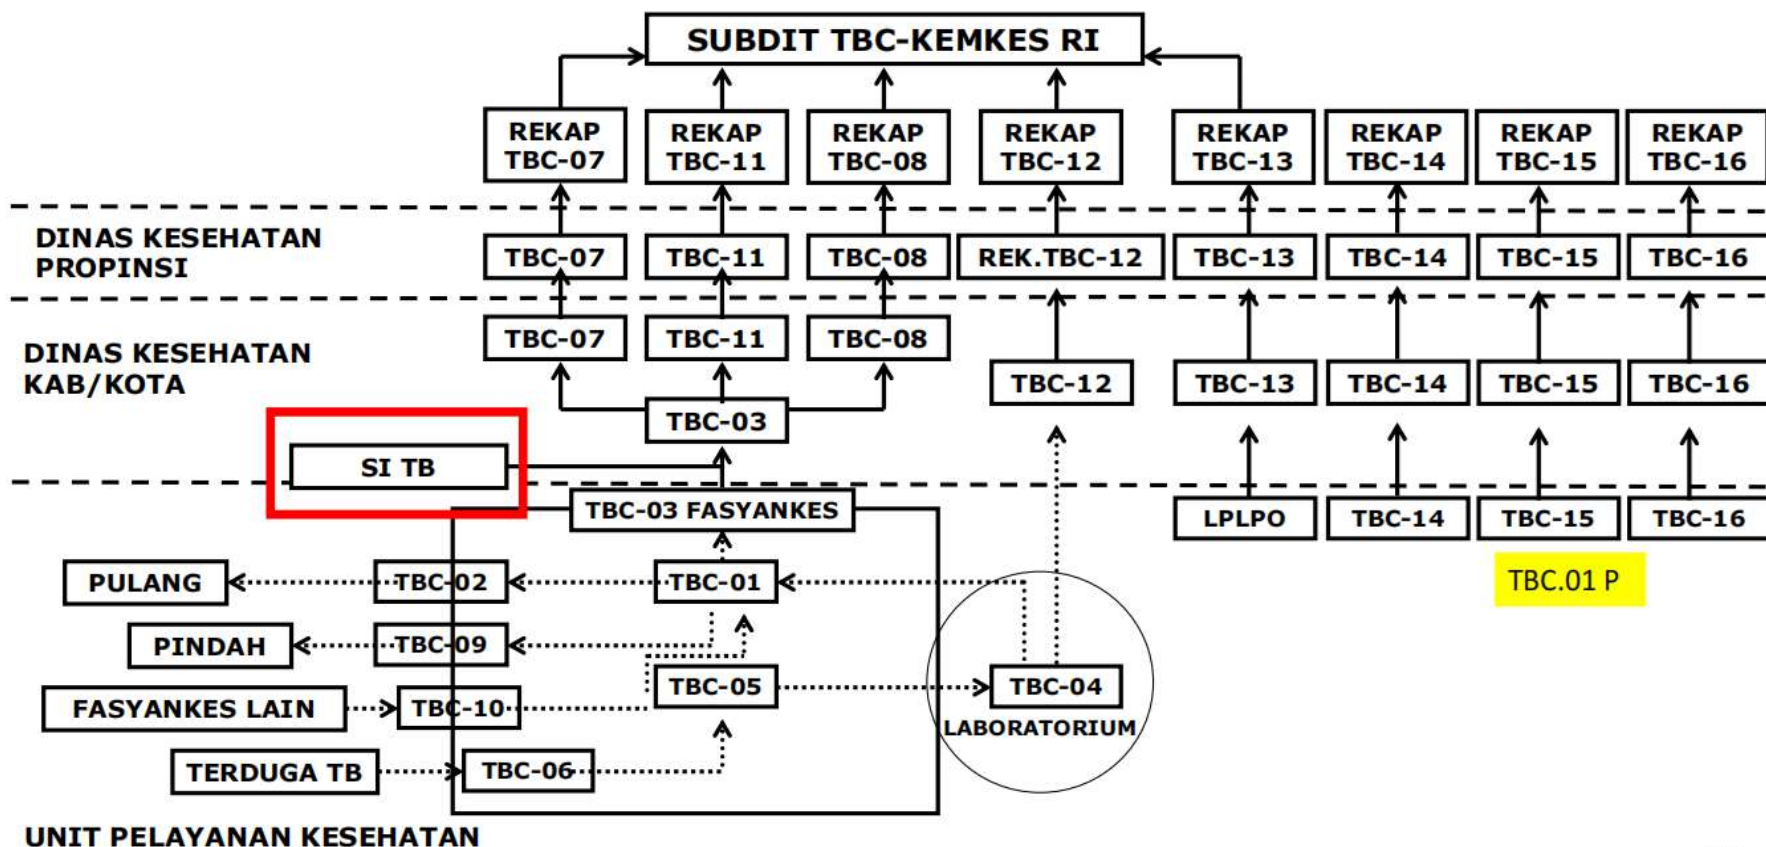 SUBDIT TBC-KEMKES RI
REKAP
TBC-07
REKAP
TBC-11
REKAP
TBC-08
REKAP
TBC-12
REKAP
TBC-13
REKAP
TBC-14
REKAP
TBC-15
REKAP
TBC-16
DINAS KESEHATAN
PROPINSI
TBC-07
TBC-11
TBC-08
REK.TBC-12
TBC-13
TBC-14
TBC-15
TBC-16
DINAS KESEHATAN
KAB/KOTA
TBC-07
TBC-11
TBC-08
TBC-12
TBC-13
TBC-14
TBC-15
TBC-16
TBC-03
SI TB
TBC-03 FASYANKES
LPLPO
TBC-14
TBC-15
TBC-16
PULANG
TBC-02
TBC-01
TBC.01 P
PINDAH
TBC-09
TBC-05
TBC-04
FASYANKES LAIN
TBC-10
LABORATORIUM
TERDUGA TB
TBC-06
UNIT PELAYANAN KESEHATAN